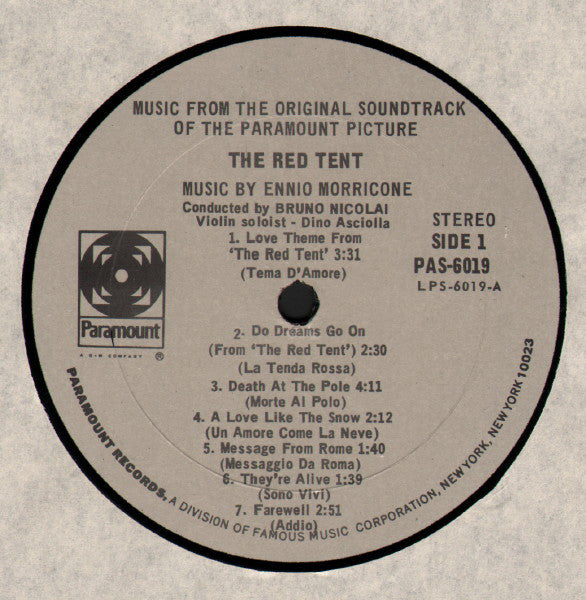 MUSIC FROM THE ORIGINAL SOUNDTRACK
OF THE PARAMOUNT PICTURE
THE RED TENT
MUSIC BY ENNIO MORRICONE
Conducted by BRUNO NICOLAI
Violin soloist - Dino Asciolla
1. Love Theme From
‘The Red Tent’ 3:31
(Tema D’Amore)
STEREO
SIDE 1
PAS-6019
LPS-6019-A
Paramount
A G+W COMPANY ®
2. Do Dreams Go On
(From ‘The Red Tent’) 2:30
(La Tenda Rossa)
3. Death At The Pole 4:11
(Morte Al Polo)
4. A Love Like The Snow 2:12
(Un Amore Come La Neve)
5. Message From Rome 1:40
(Messaggio Da Roma)
6. They’re Alive 1:39
(Sono Vivi)
7. Farewell 2:51
(Addio)
PARAMOUNT RECORDS, A DIVISION OF FAMOUS MUSIC CORPORATION, NEW YORK, NEW YORK 10023